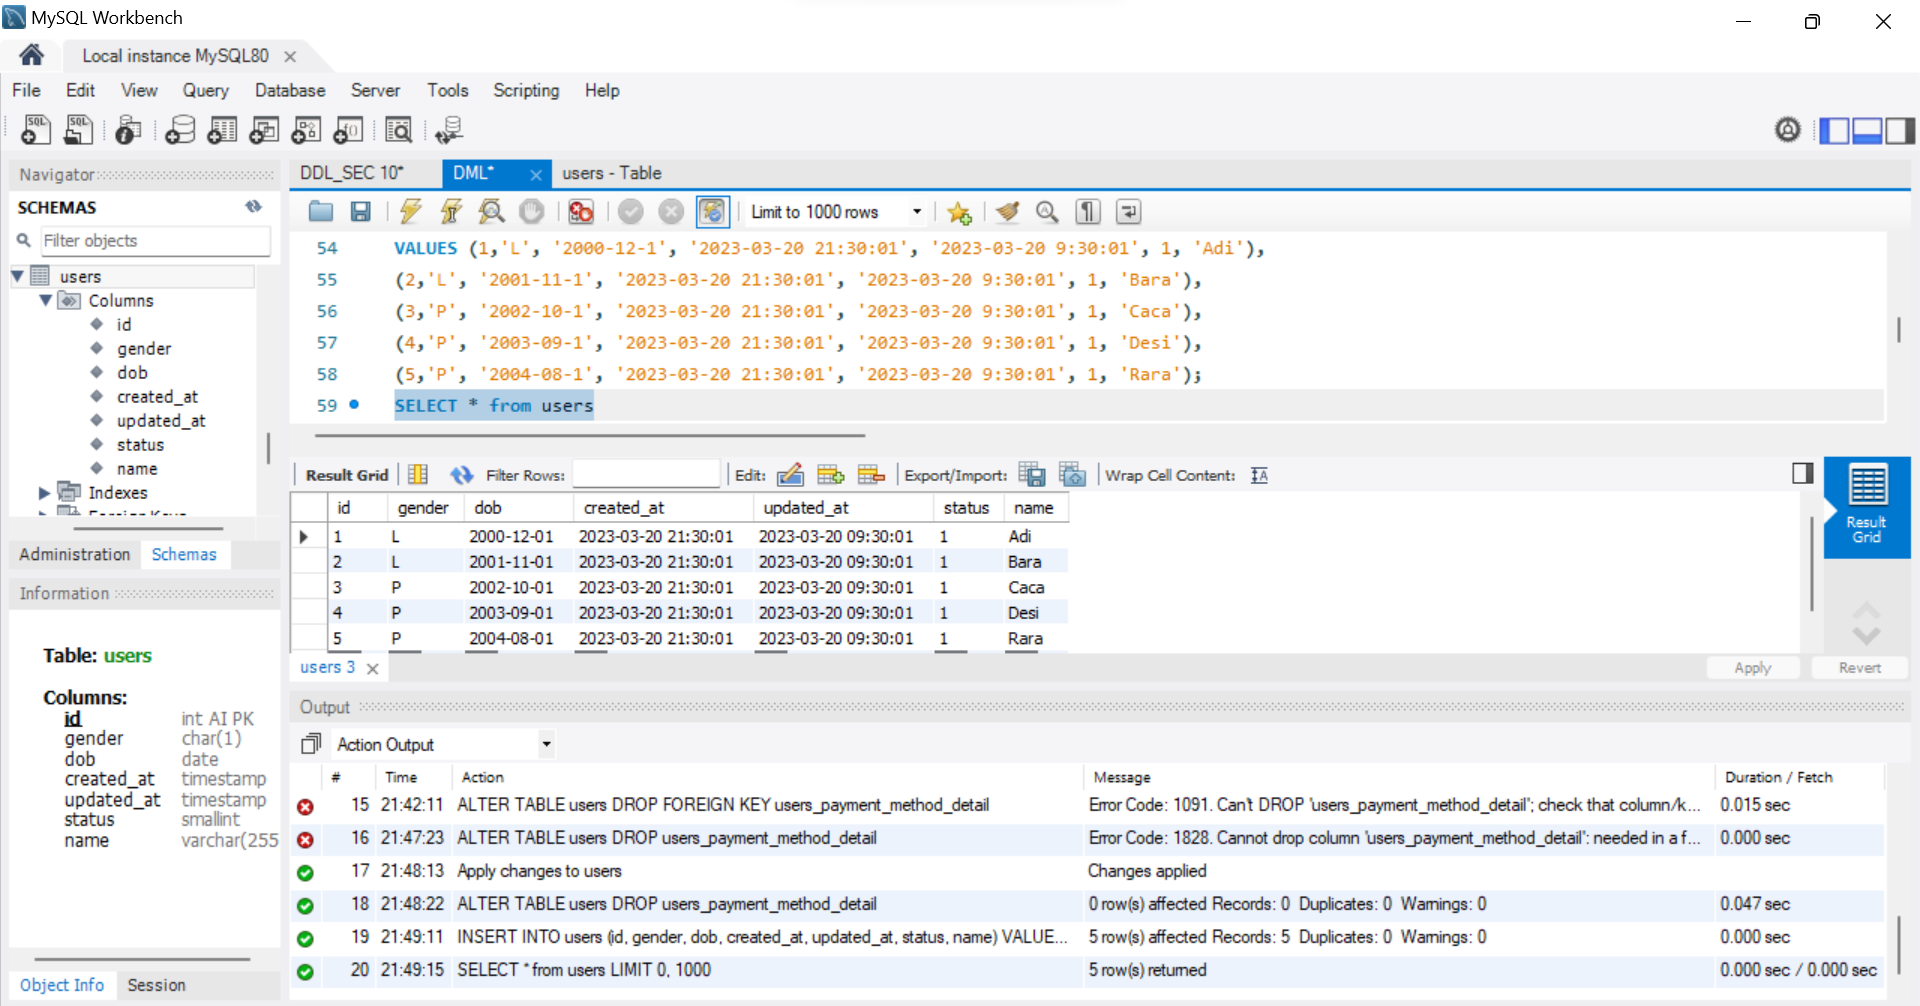 MySQL Workbench
Local instance MySQL80
File Edit View Query Database Server Tools Scripting Help
Navigator
SCHEMAS
Filter objects
users
Columns
id
gender
dob
created_at
updated_at
status
name
Indexes
Administration Schemas
Information
Table: users
Columns:
id int AI PK
gender char(1)
dob date
created_at timestamp
updated_at timestamp
status smallint
name varchar(255
Object Info Session
DDL_SEC 10* DML* users - Table
Limit to 1000 rows
54 VALUES (1,'L', '2000-12-1', '2023-03-20 21:30:01', '2023-03-20 9:30:01', 1, 'Adi'),
55 (2,'L', '2001-11-1', '2023-03-20 21:30:01', '2023-03-20 9:30:01', 1, 'Bara'),
56 (3,'P', '2002-10-1', '2023-03-20 21:30:01', '2023-03-20 9:30:01', 1, 'Caca'),
57 (4,'P', '2003-09-1', '2023-03-20 21:30:01', '2023-03-20 9:30:01', 1, 'Desi'),
58 (5,'P', '2004-08-1', '2023-03-20 21:30:01', '2023-03-20 9:30:01', 1, 'Rara');
59 SELECT * from users
Result Grid Filter Rows: Edit: Export/Import: Wrap Cell Content:
id gender dob created_at updated_at status name
1 L 2000-12-01 2023-03-20 21:30:01 2023-03-20 09:30:01 1 Adi
2 L 2001-11-01 2023-03-20 21:30:01 2023-03-20 09:30:01 1 Bara
3 P 2002-10-01 2023-03-20 21:30:01 2023-03-20 09:30:01 1 Caca
4 P 2003-09-01 2023-03-20 21:30:01 2023-03-20 09:30:01 1 Desi
5 P 2004-08-01 2023-03-20 21:30:01 2023-03-20 09:30:01 1 Rara
Result
Grid
users 3
Apply Revert
Output
Action Output
# Time Action Message Duration / Fetch
15 21:42:11 ALTER TABLE users DROP FOREIGN KEY users_payment_method_detail Error Code: 1091. Can't DROP 'users_payment_method_detail'; check that column/k... 0.015 sec
16 21:47:23 ALTER TABLE users DROP users_payment_method_detail Error Code: 1828. Cannot drop column 'users_payment_method_detail': needed in a f... 0.000 sec
17 21:48:13 Apply changes to users Changes applied
18 21:48:22 ALTER TABLE users DROP users_payment_method_detail 0 row(s) affected Records: 0 Duplicates: 0 Warnings: 0 0.047 sec
19 21:49:11 INSERT INTO users (id, gender, dob, created_at, updated_at, status, name) VALUE... 5 row(s) affected Records: 5 Duplicates: 0 Warnings: 0 0.000 sec
20 21:49:15 SELECT * from users LIMIT 0, 1000 5 row(s) returned 0.000 sec / 0.000 sec